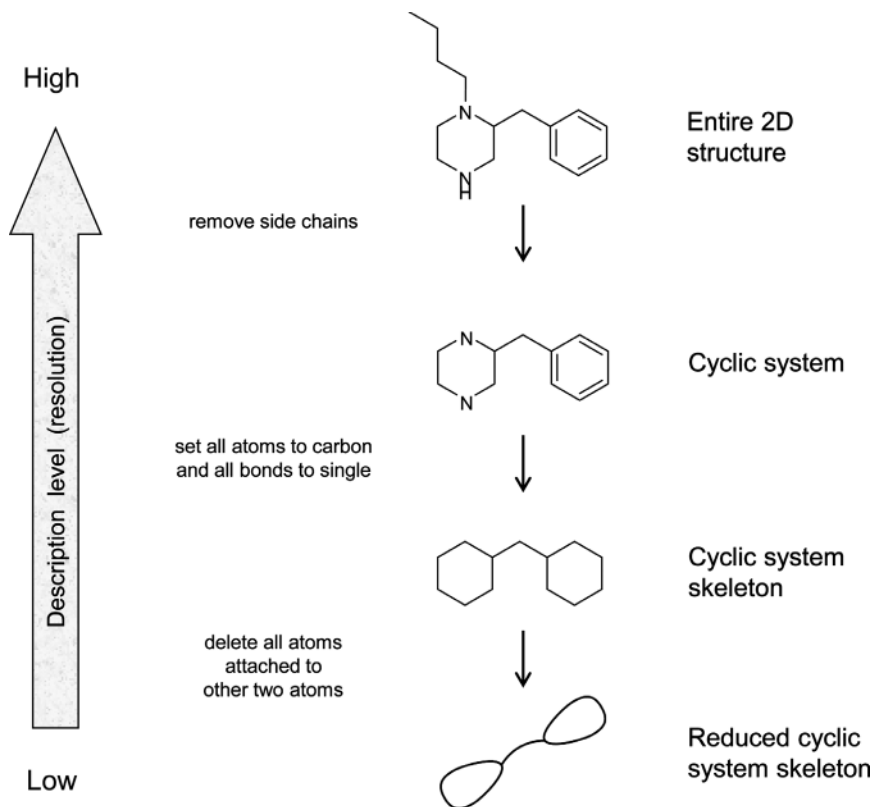 High
N
N
H
Entire 2D
structure
remove side chains
Description level (resolution)
N
N
Cyclic system
set all atoms to carbon
and all bonds to single
Cyclic system
skeleton
delete all atoms
attached to
other two atoms
Reduced cyclic
system skeleton
Low